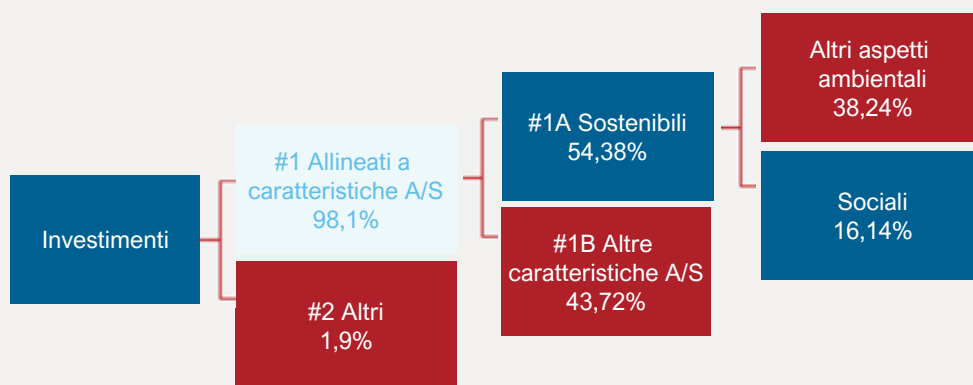 Investimenti
#1 Allineati a
caratteristiche A/S
98,1%
#2 Altri
1,9%
#1A Sostenibili
54,38%
#1B Altre
caratteristiche A/S
43,72%
Altri aspetti
ambientali
38,24%
Sociali
16,14%